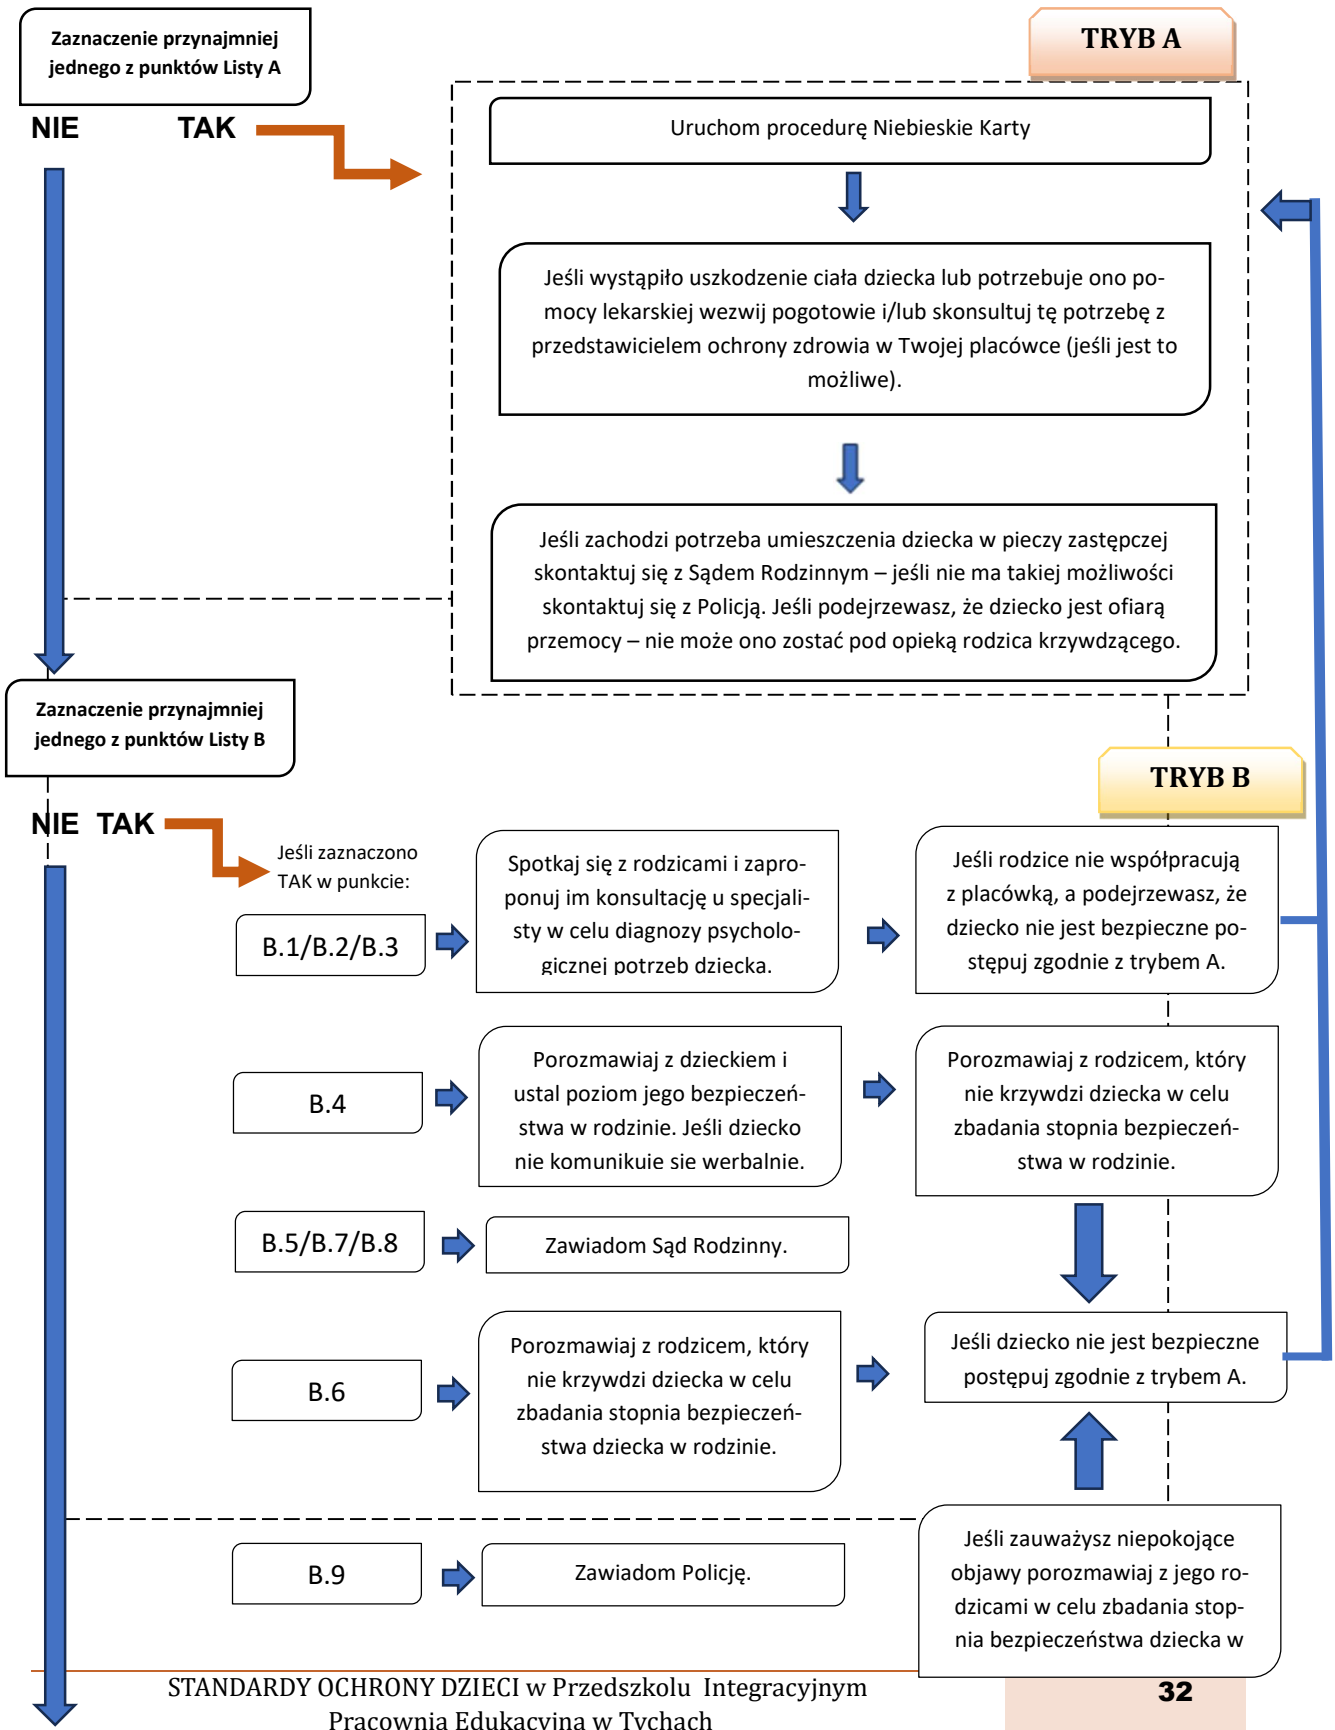 Zaznaczenie przynajmniej
jednego z punktów Listy A
NIE TAK
TRYB A
Uruchom procedurę Niebieskie Karty
Jeśli wystąpiło uszkodzenie ciała dziecka lub potrzebuje ono po-
mocy lekarskiej wezwij pogotowie i/lub skonsultuj tę potrzebę z
przedstawicielem ochrony zdrowia w Twojej placówce (jeśli jest to
możliwe).
Jeśli zachodzi potrzeba umieszczenia dziecka w pieczy zastępczej
skontaktuj się z Sądem Rodzinnym – jeśli nie ma takiej możliwości
skontaktuj się z Policją. Jeśli podejrzewasz, że dziecko jest ofiarą
przemocy – nie może ono zostać pod opieką rodzica krzywdzącego.
Zaznaczenie przynajmniej
jednego z punktów Listy B
NIE TAK
TRYB B
Jeśli zaznaczono
TAK w punkcie:
B.1/B.2/B.3
Spotkaj się z rodzicami i zapro-
ponuj im konsultację u specjali-
sty w celu diagnozy psycholo-
gicznej potrzeb dziecka.
Jeśli rodzice nie współpracują
z placówką, a podejrzewasz, że
dziecko nie jest bezpieczne po-
stępuj zgodnie z trybem A.
B.4
Porozmawiaj z dzieckiem i
ustal poziom jego bezpieczeń-
stwa w rodzinie. Jeśli dziecko
nie komunikuje się werbalnie.
Porozmawiaj z rodzicem, który
nie krzywdzi dziecka w celu
zbadania stopnia bezpieczeń-
stwa w rodzinie.
B.5/B.7/B.8
Zawiadom Sąd Rodzinny.
B.6
Porozmawiaj z rodzicem, który
nie krzywdzi dziecka w celu
zbadania stopnia bezpieczeń-
stwa dziecka w rodzinie.
Jeśli dziecko nie jest bezpieczne
postępuj zgodnie z trybem A.
B.9
Zawiadom Policję.
Jeśli zauważysz niepokojące
objawy porozmawiaj z jego ro-
dzicami w celu zbadania stop-
nia bezpieczeństwa dziecka w
STANDARDY OCHRONY DZIECI w Przedszkolu Integracyjnym
Pracownia Edukacyjna w Tychach
32